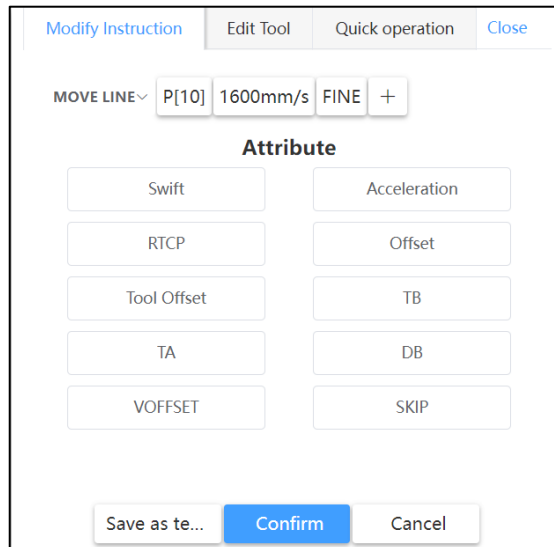 Modify Instruction Edit Tool Quick operation Close
MOVE LINE P[10] 1600mm/s FINE +
Attribute
Swift Acceleration
RTCP Offset
Tool Offset TB
TA DB
VOFFSET SKIP
Save as te... Confirm Cancel